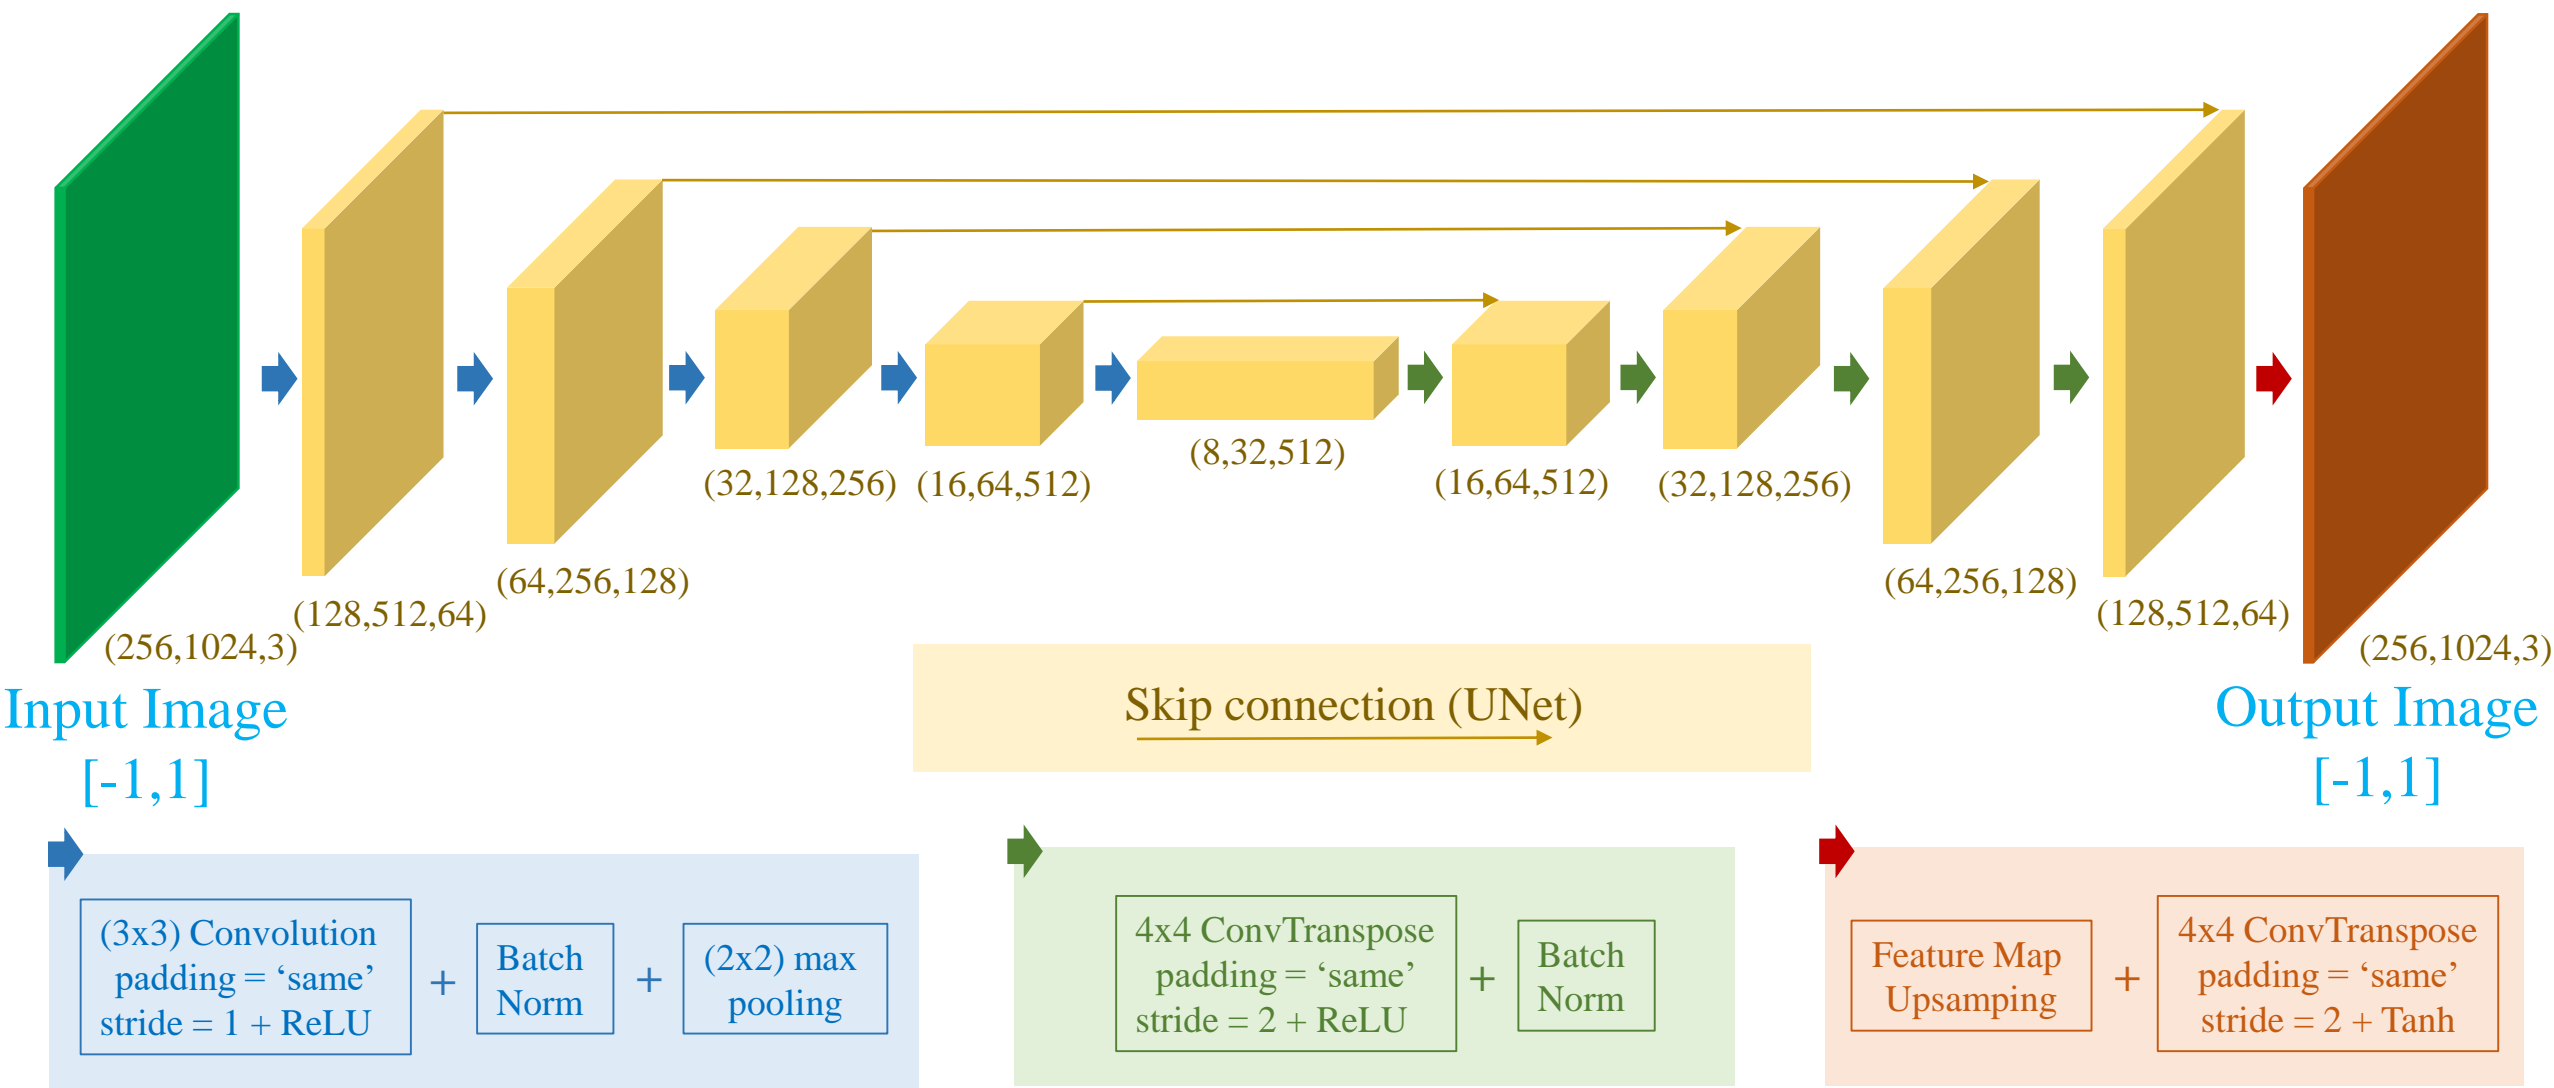 (256,1024,3)
(128,512,64)
(64,256,128)
(32,128,256)
(16,64,512)
(8,32,512)
(16,64,512)
(32,128,256)
(64,256,128)
(128,512,64)
(256,1024,3)
Input Image
[-1,1]
Skip connection (UNet)
Output Image
[-1,1]
(3x3) Convolution
padding = ‘same’
stride = 1 + ReLU
+
Batch
Norm
+
(2x2) max
pooling
4x4 ConvTranspose
padding = ‘same’
stride = 2 + ReLU
+
Batch
Norm
Feature Map
Upsamping
+
4x4 ConvTranspose
padding = ‘same’
stride = 2 + Tanh